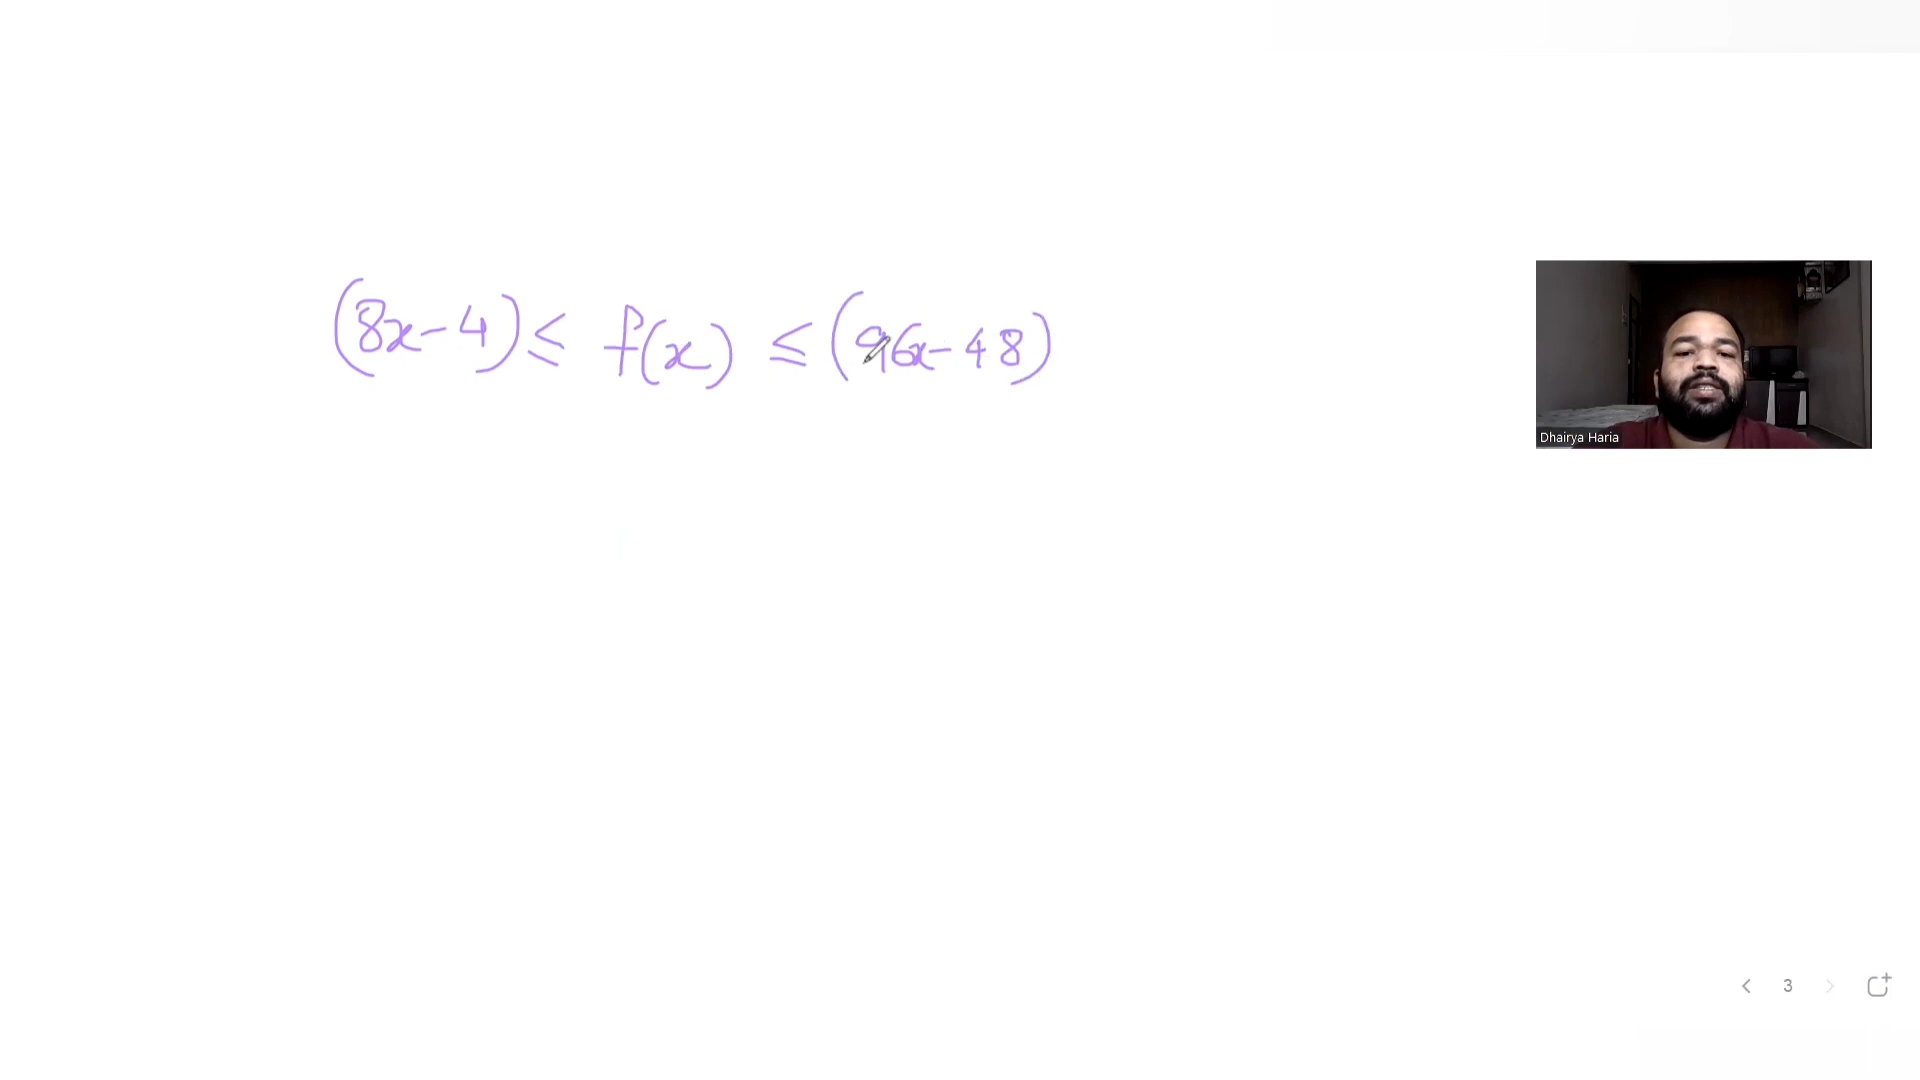 (8x-4) ≤ f(x) ≤ (96x-48)
Dhairya Haria
3